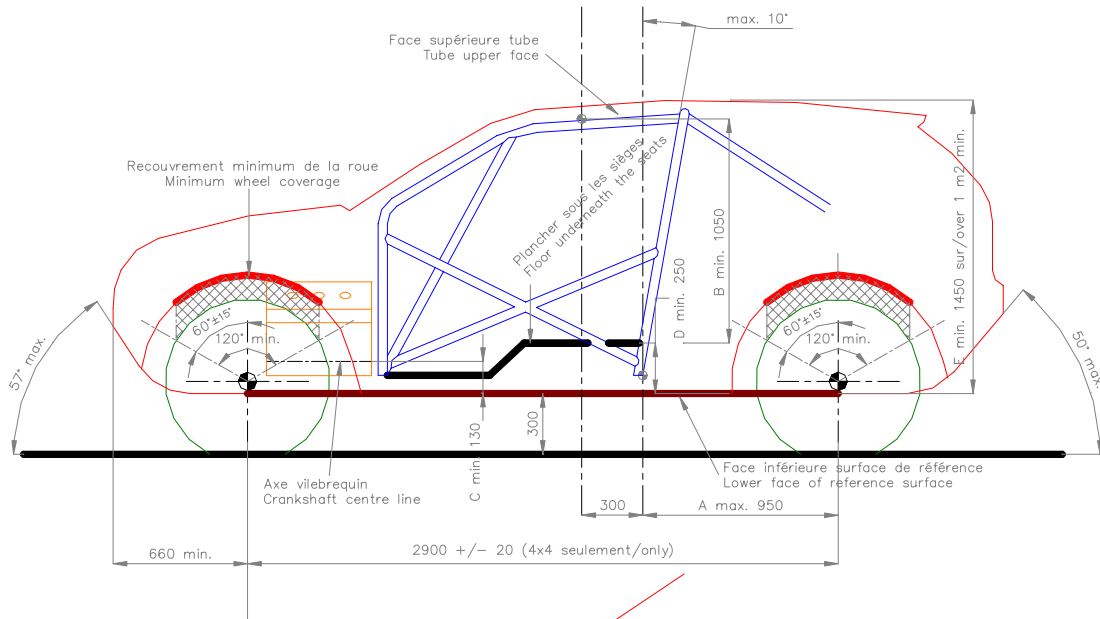 max. 10°
Face supérieure tube
Tube upper face
Recouvrement minimum de la roue
Minimum wheel coverage
Plancher sous les sièges
Floor underneath the seats
B min. 1050
D min. 250
E min. 1450 sur/over 1 m2 min.
60°±15°
120° min.
60°±15°
120° min.
57° max.
50° max.
C min. 130
300
Axe vilebrequin
Crankshaft centre line
Face inférieure surface de référence
Lower face of reference surface
300
A max. 950
660 min.
2900 +/- 20 (4x4 seulement/only)